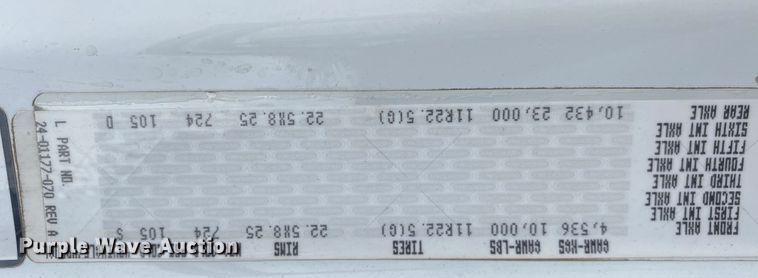 GAWR-KGS GAWR-LBS TIRES RIMS
FRONT AXLE 4,536 10,000 11R22.5(G) 22.5X8.25 724 105 S
FIRST INT AXLE
SECOND INT AXLE
THIRD INT AXLE
FOURTH INT AXLE
FIFTH INT AXLE
SIXTH INT AXLE
REAR AXLE 10,432 23,000 11R22.5(G) 22.5X8.25 724 105 D
L PART NO.
24-01177-070 REV A
Purple Wave Auction